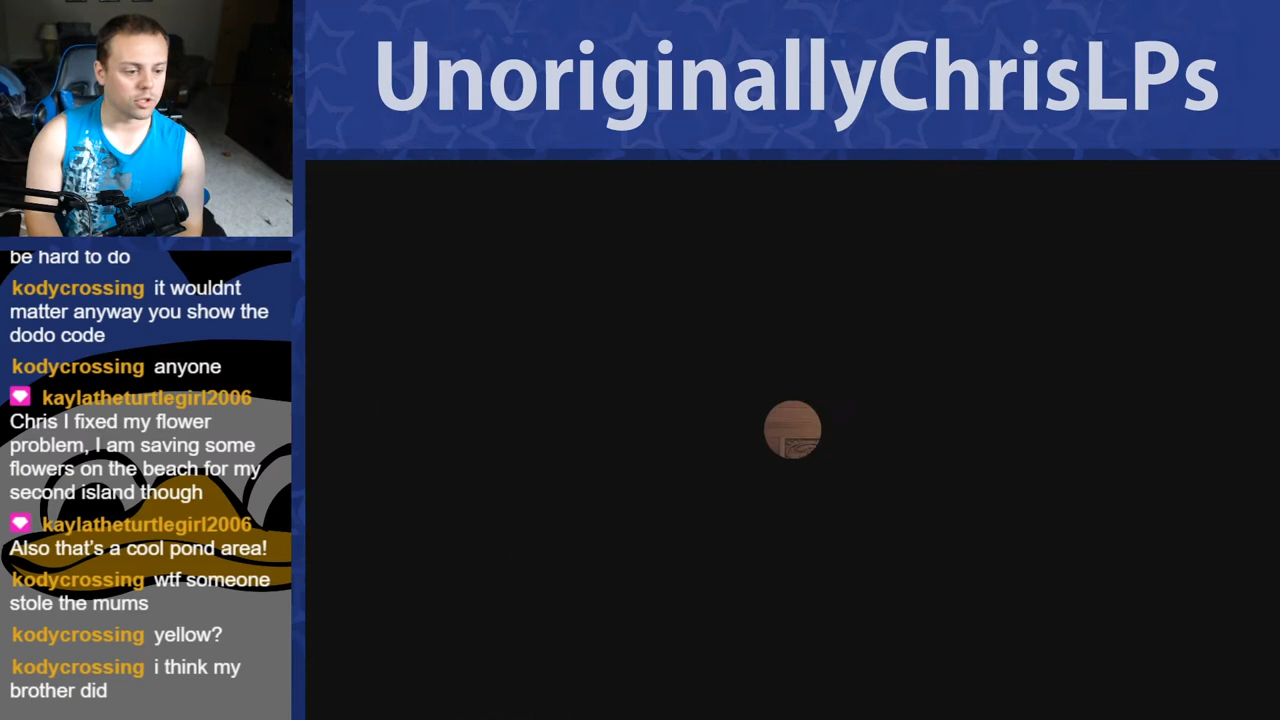 UnoriginallyChrisLPs
be hard to do
kodycrossing it wouldnt
matter anyway you show the
dodo code
kodycrossing anyone
kaylatheturtlegirl2006
Chris I fixed my flower
problem, I am saving some
flowers on the beach for my
second island though
kaylatheturtlegirl2006
Also that's a cool pond area!
kodycrossing wtf someone
stole the mums
kodycrossing yellow?
kodycrossing i think my
brother did